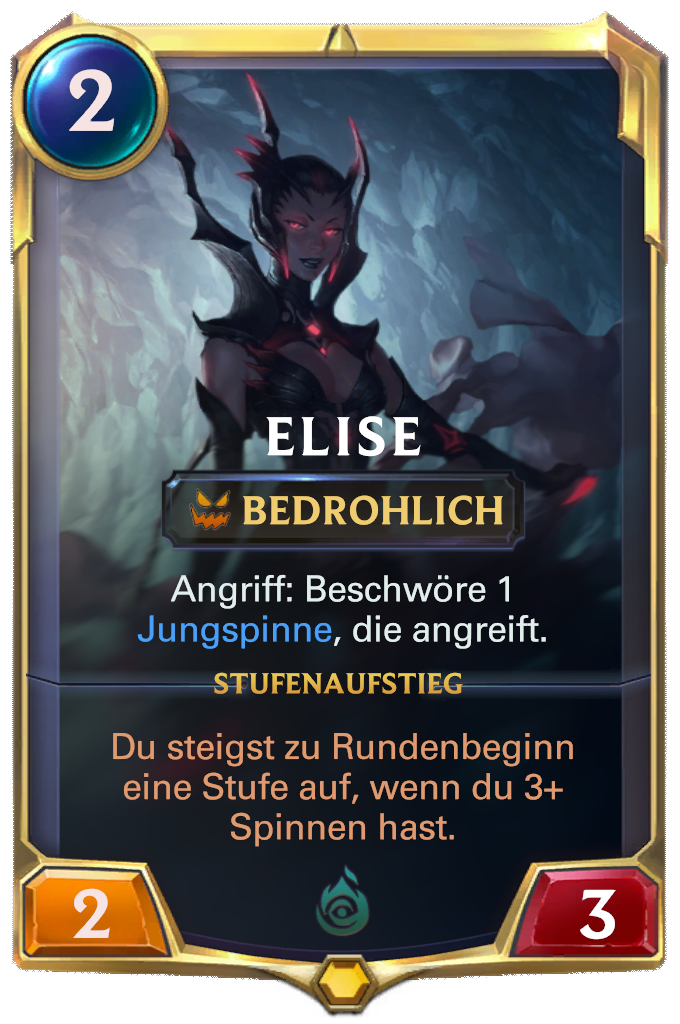 2
ELISE
BEDROHLICH
Angriff: Beschwöre 1
Jungspinne, die angreift.
STUFENAUFSTIEG
Du steigst zu Rundenbeginn
eine Stufe auf, wenn du 3+
Spinnen hast.
2
3